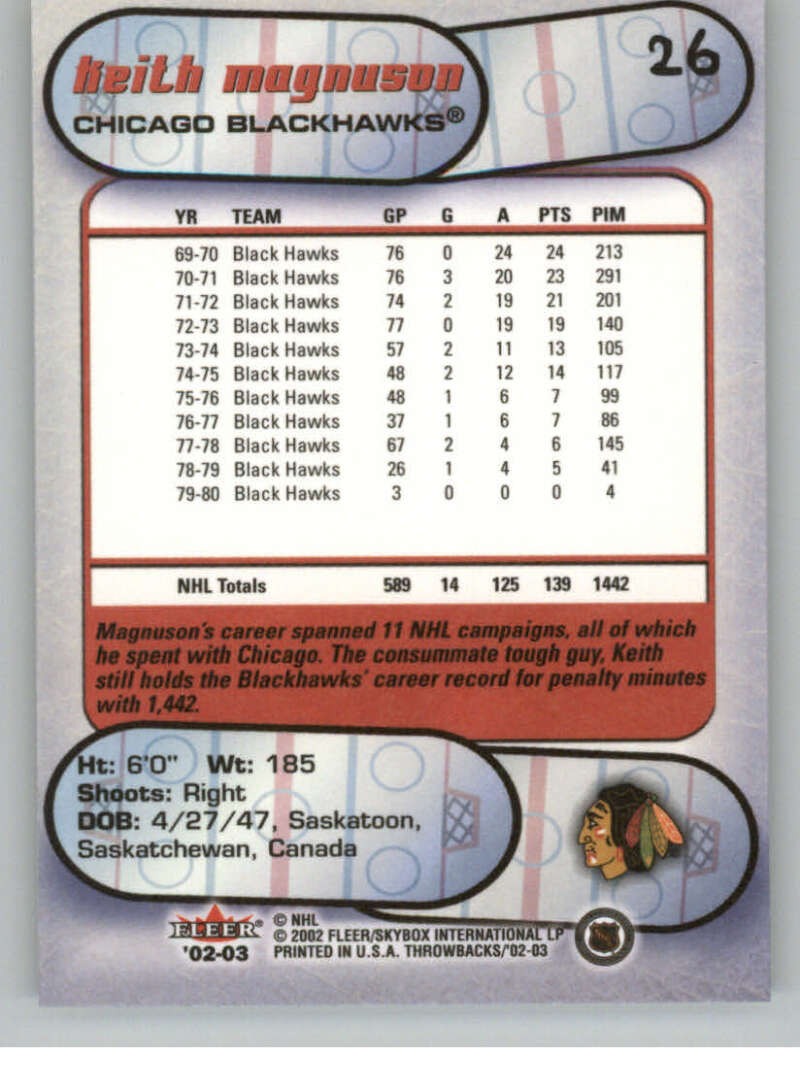 Keith magnuson
26
CHICAGO BLACKHAWKS®
YR TEAM GP G A PTS PIM
69-70 Black Hawks 76 0 24 24 213
70-71 Black Hawks 76 3 20 23 291
71-72 Black Hawks 74 2 19 21 201
72-73 Black Hawks 77 0 19 19 140
73-74 Black Hawks 57 2 11 13 105
74-75 Black Hawks 48 2 12 14 117
75-76 Black Hawks 48 1 6 7 99
76-77 Black Hawks 37 1 6 7 86
77-78 Black Hawks 67 2 4 6 145
78-79 Black Hawks 26 1 4 5 41
79-80 Black Hawks 3 0 0 0 4
NHL Totals 589 14 125 139 1442
Magnuson's career spanned 11 NHL campaigns, all of which
he spent with Chicago. The consummate tough guy, Keith
still holds the Blackhawks' career record for penalty minutes
with 1,442.
Ht: 6'0" Wt: 185
Shoots: Right
DOB: 4/27/47, Saskatoon,
Saskatchewan, Canada
FLEER®
'02-03
© NHL
© 2002 FLEER/SKYBOX INTERNATIONAL LP
PRINTED IN U.S.A. THROWBACKS/'02-03
NHL